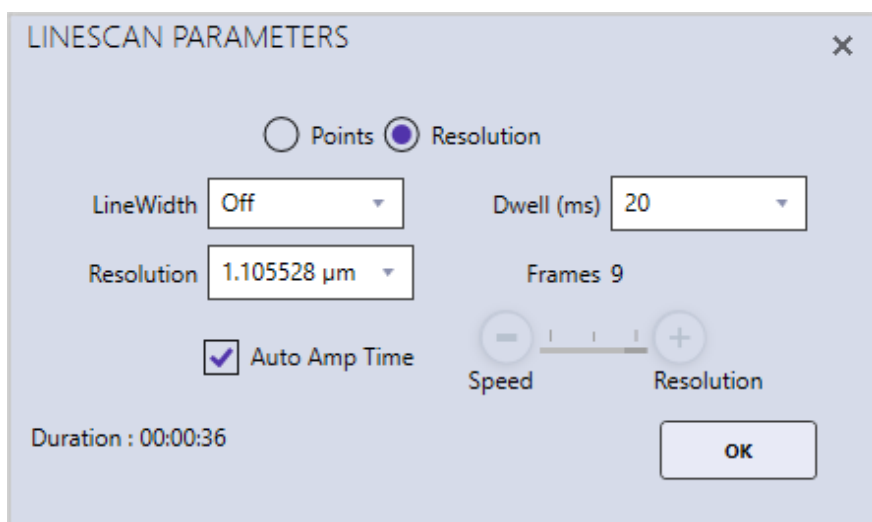 LINESCAN PARAMETERS
Points Resolution
LineWidth Off Dwell (ms) 20
Resolution 1.105528 µm Frames 9
Auto Amp Time
Speed Resolution
Duration : 00:00:36
OK